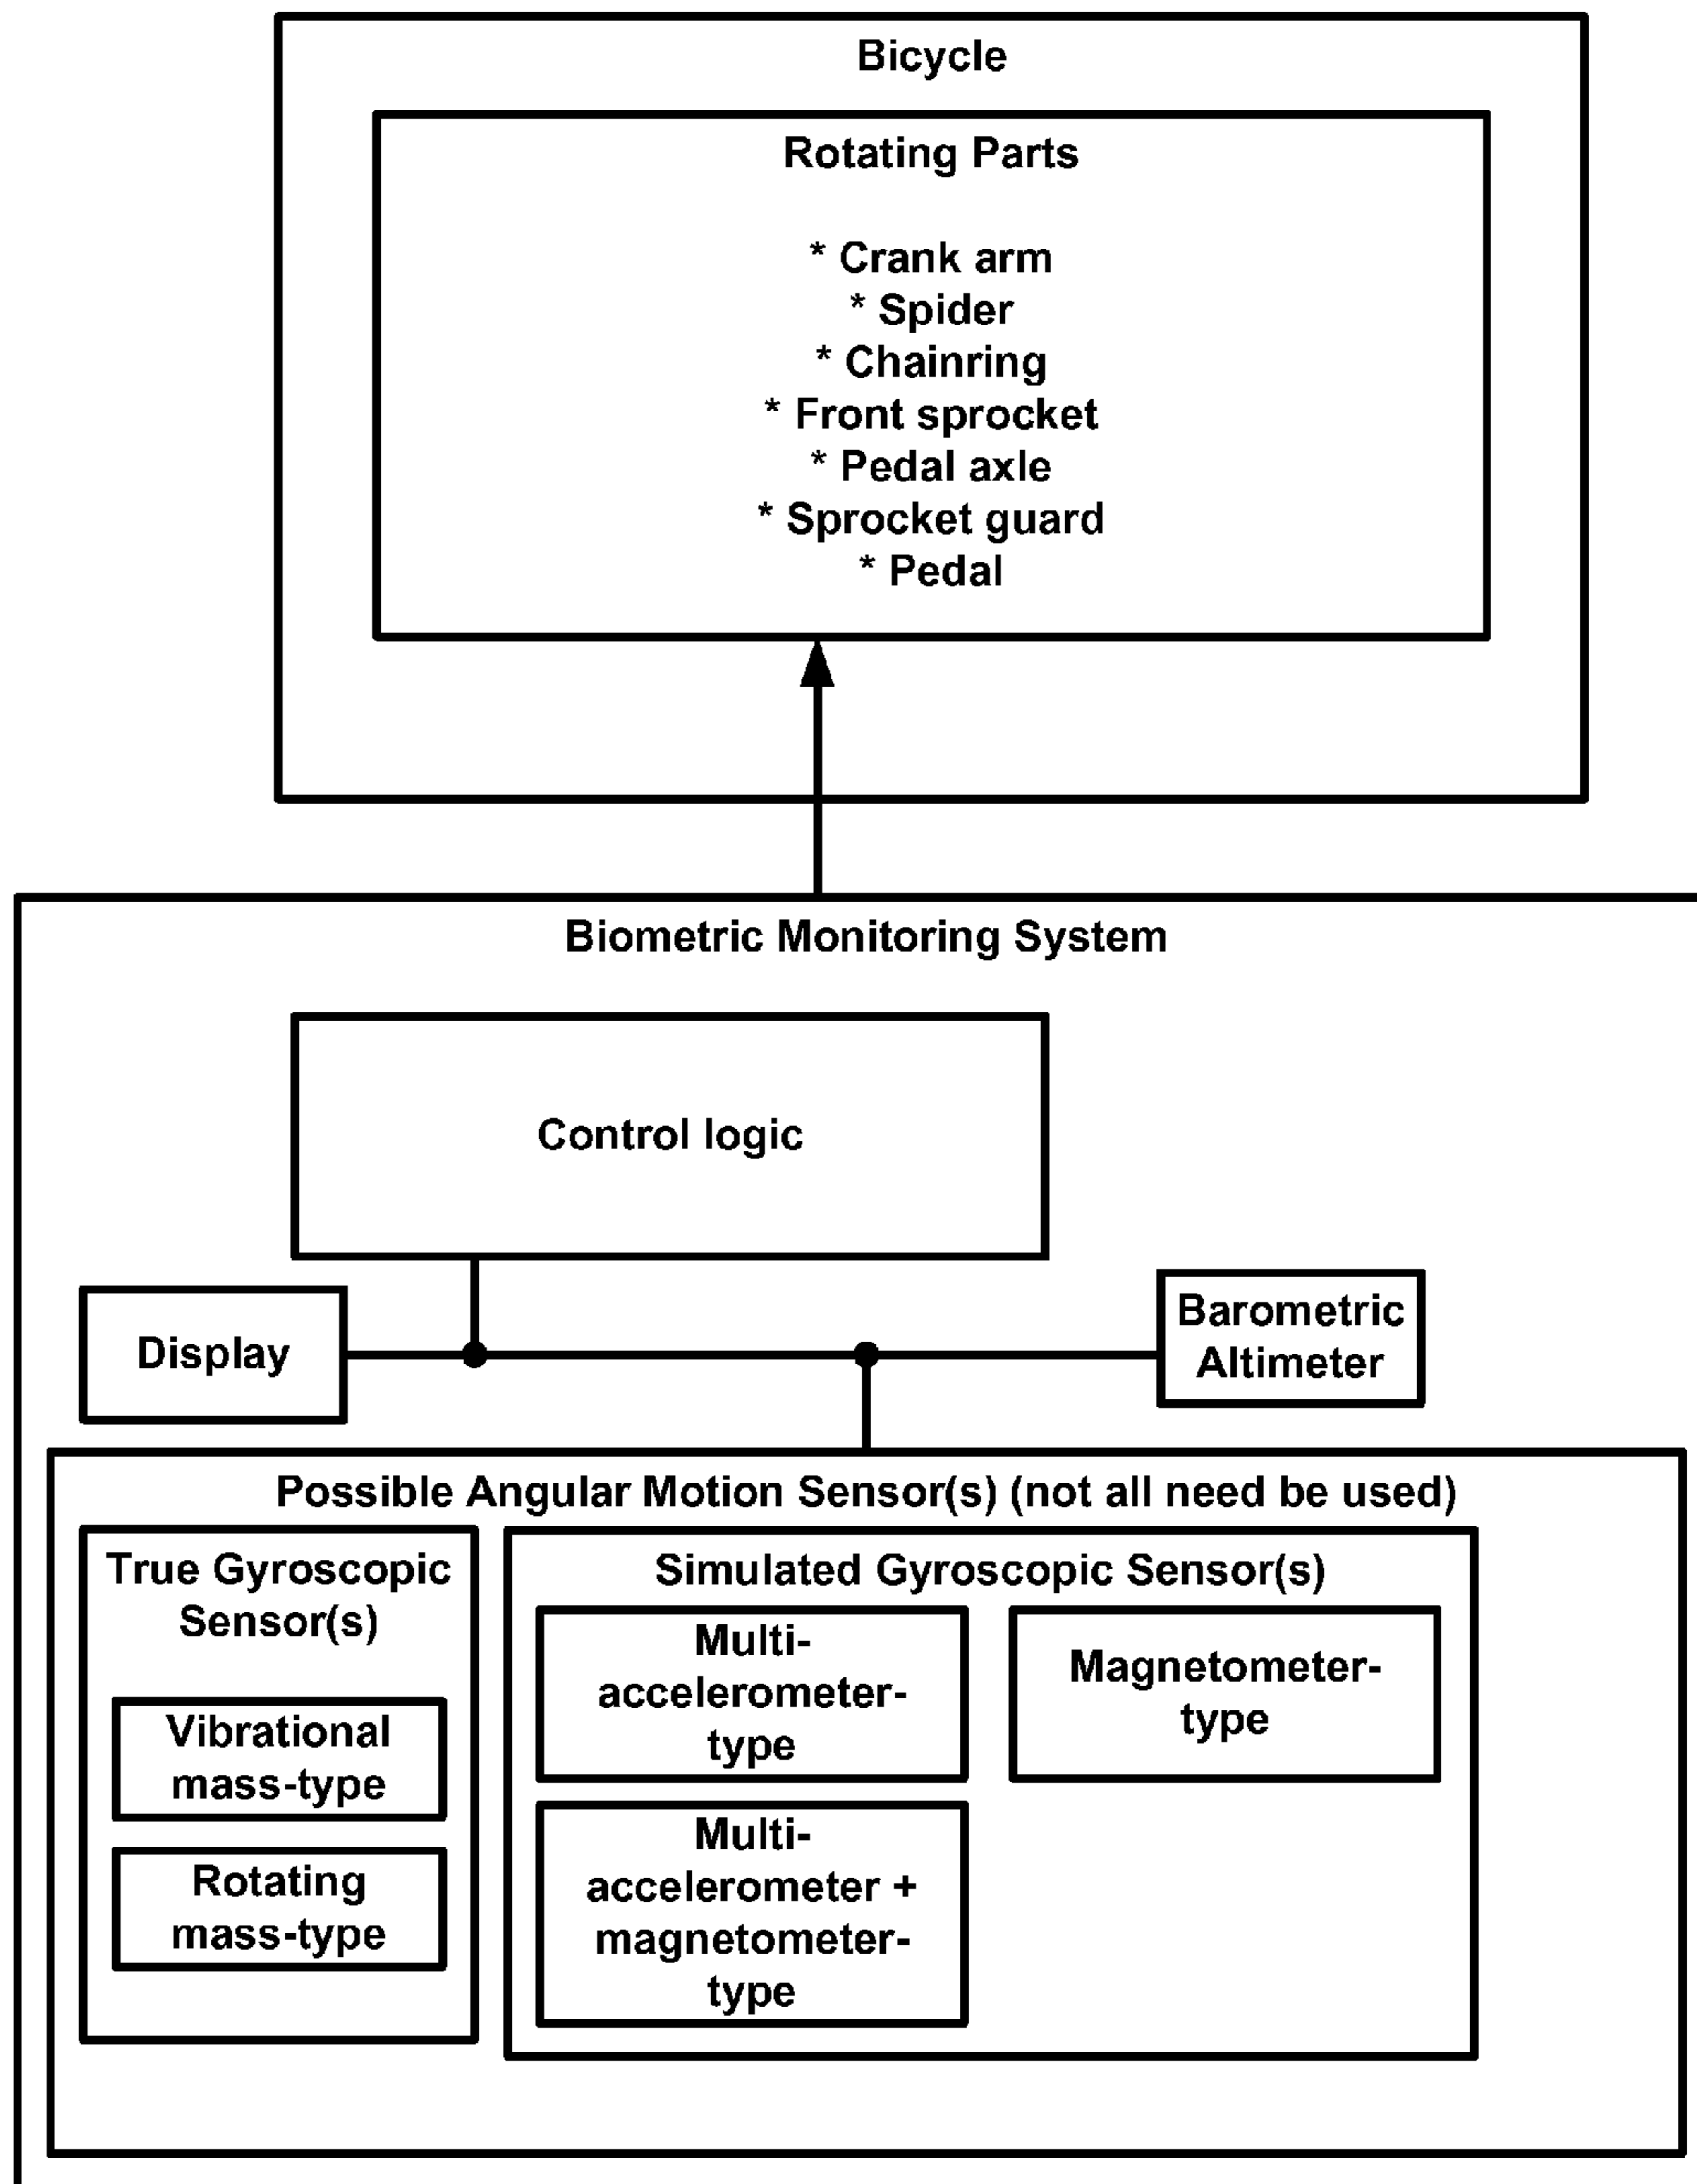 Bicycle
Rotating Parts
* Crank arm
* Spider
* Chainring
* Front sprocket
* Pedal axle
* Sprocket guard
* Pedal
Biometric Monitoring System
Control logic
Display
Barometric
Altimeter
Possible Angular Motion Sensor(s) (not all need be used)
True Gyroscopic
Sensor(s)
Vibrational
mass-type
Rotating
mass-type
Simulated Gyroscopic Sensor(s)
Multi-
accelerometer-
type
Magnetometer-
type
Multi-
accelerometer +
magnetometer-
type